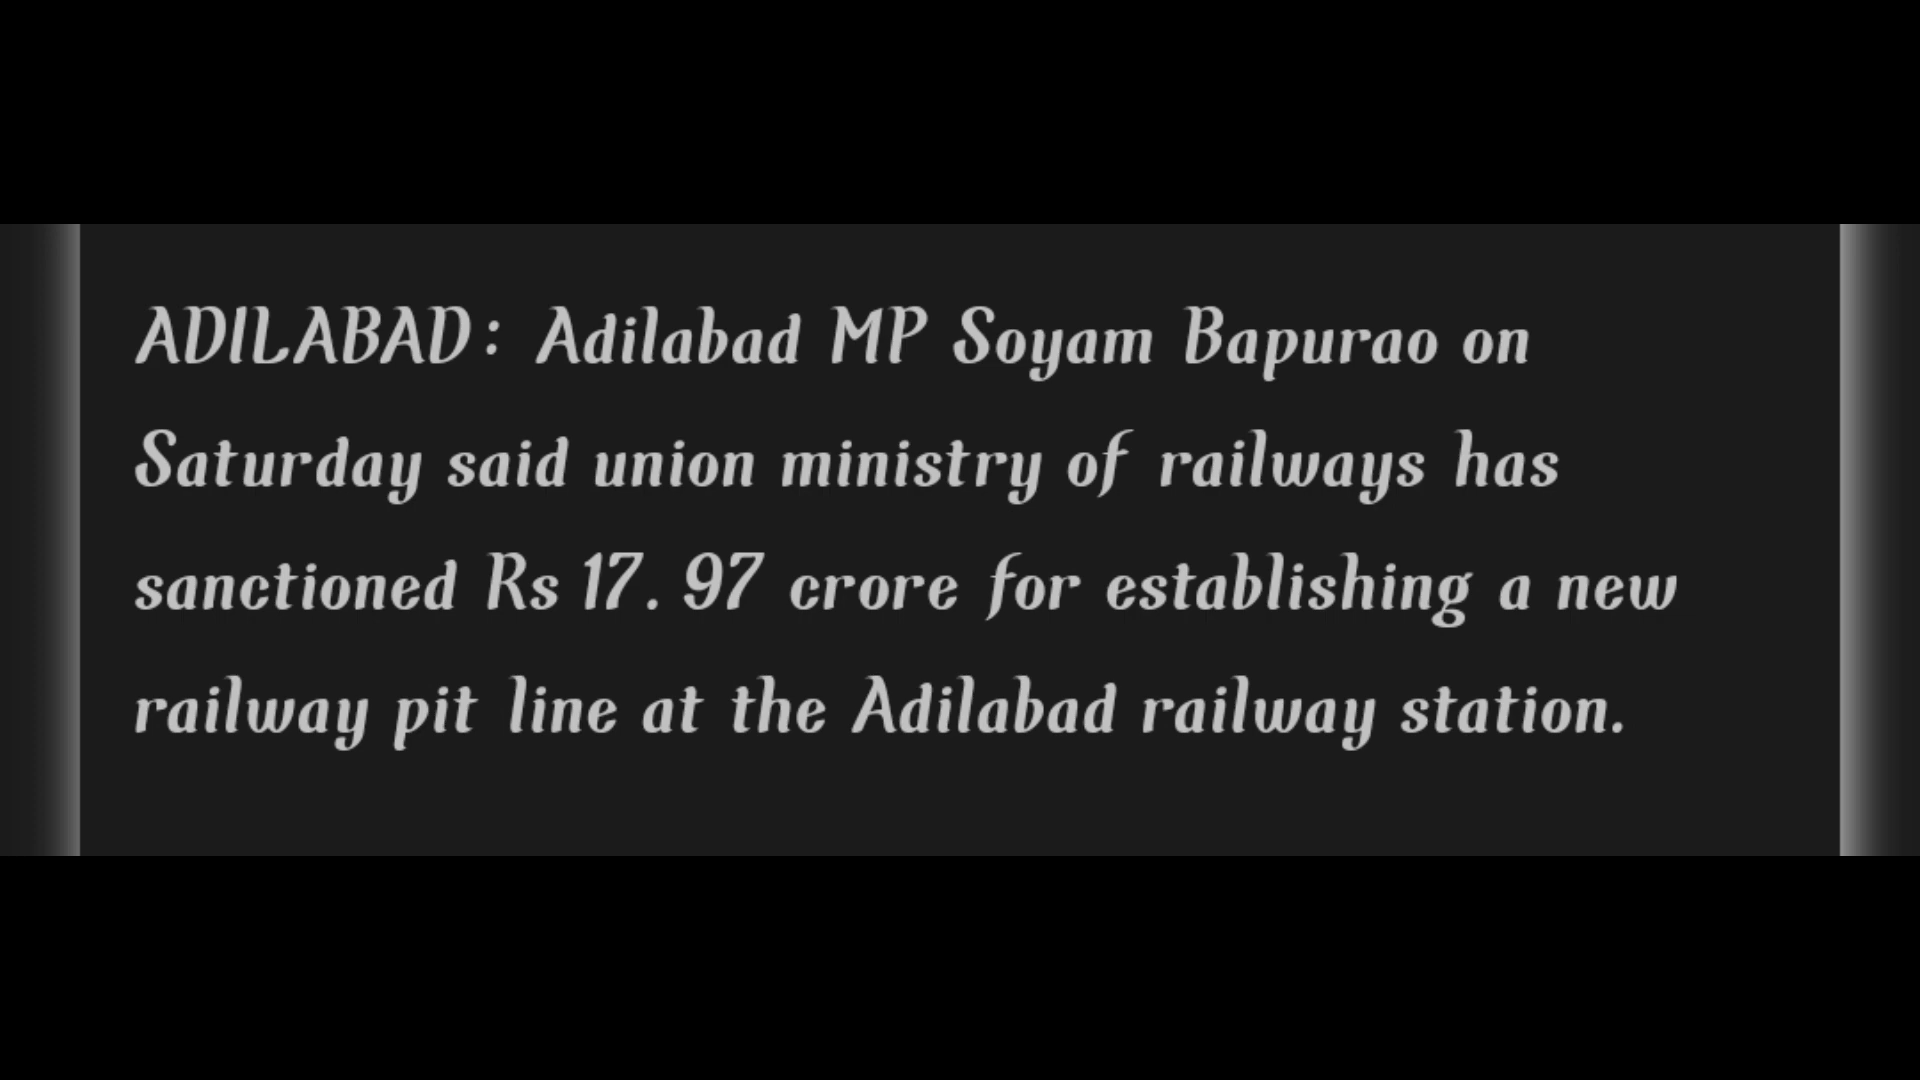 ADILABAD: Adilabad MP Soyam Bapurao on
Saturday said union ministry of railways has
sanctioned Rs 17. 97 crore for establishing a new
railway pit line at the Adilabad railway station.